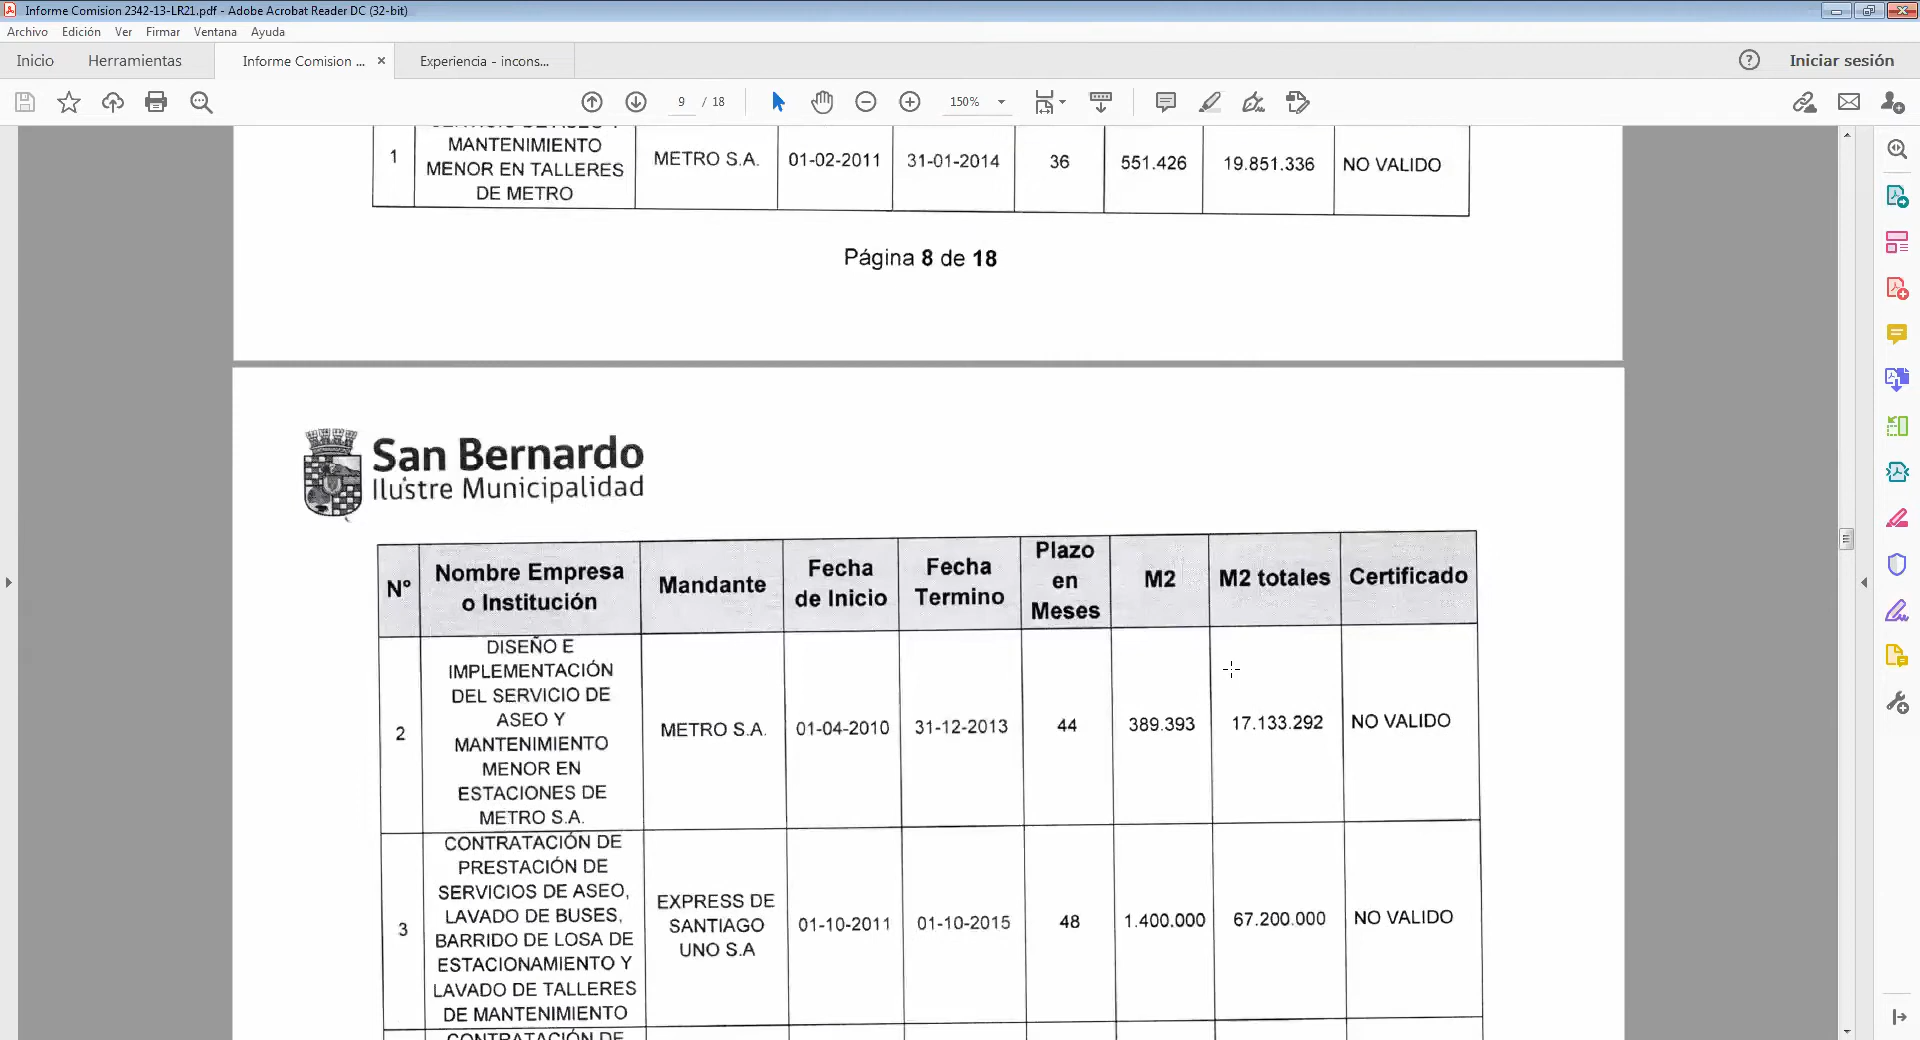 Informe Comision 2342-13-LR21.pdf - Adobe Acrobat Reader DC (32-bit)
Archivo Edición Ver Firmar Ventana Ayuda
Inicio Herramientas Informe Comision ... × Experiencia - incons... ? Iniciar sesión
9 / 18 150%
SERVICIO DE ASEO Y
MANTENIMIENTO
MENOR EN TALLERES
DE METRO
1 METRO S.A. 01-02-2011 31-01-2014 36 551.426 19.851.336 NO VALIDO
Página 8 de 18
San Bernardo
Ilustre Municipalidad
Nº
Nombre Empresa
o Institución
Mandante
Fecha
de Inicio
Fecha
Termino
Plazo
en
Meses
M2
M2 totales
Certificado
2
DISEÑO E
IMPLEMENTACIÓN
DEL SERVICIO DE
ASEO Y
MANTENIMIENTO
MENOR EN
ESTACIONES DE
METRO S.A.
METRO S.A. 01-04-2010 31-12-2013 44 389.393 17.133.292 NO VALIDO
3
CONTRATACIÓN DE
PRESTACIÓN DE
SERVICIOS DE ASEO,
LAVADO DE BUSES,
BARRIDO DE LOSA DE
ESTACIONAMIENTO Y
LAVADO DE TALLERES
DE MANTENIMIENTO
EXPRESS DE
SANTIAGO
UNO S.A
01-10-2011 01-10-2015 48 1.400.000 67.200.000 NO VALIDO
CONTRATACIÓN DE